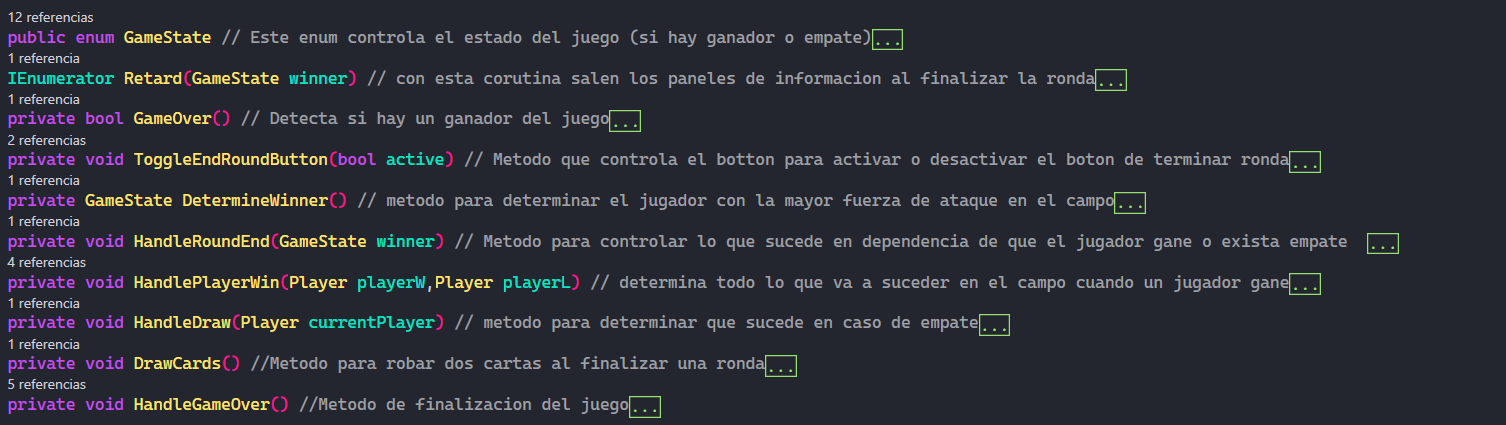 12 referencias
public enum GameState // Este enum controla el estado del juego (si hay ganador o empate)...
1 referencia
IEnumerator Retard(GameState winner) // con esta corutina salen los paneles de informacion al finalizar la ronda...
1 referencia
private bool GameOver() // Detecta si hay un ganador del juego...
2 referencias
private void ToggleEndRoundButton(bool active) // Metodo que controla el botton para activar o desactivar el boton de terminar ronda...
1 referencia
private GameState DetermineWinner() // metodo para determinar el jugador con la mayor fuerza de ataque en el campo...
1 referencia
private void HandleRoundEnd(GameState winner) // Metodo para controlar lo que sucede en dependencia de que el jugador gane o exista empate  ...
4 referencias
private void HandlePlayerWin(Player playerW,Player playerL) // determina todo lo que va a suceder en el campo cuando un jugador gane...
1 referencia
private void HandleDraw(Player currentPlayer) // metodo para determinar que sucede en caso de empate...
1 referencia
private void DrawCards() //Metodo para robar dos cartas al finalizar una ronda...
5 referencias
private void HandleGameOver() //Metodo de finalizacion del juego...